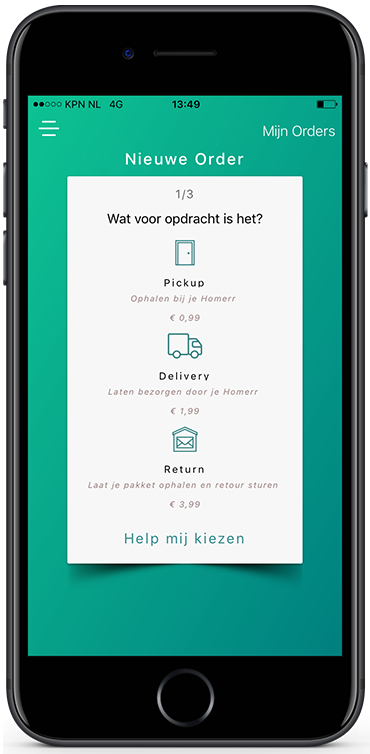 KPN NL 4G 13:49
Mijn Orders
Nieuwe Order
1/3
Wat voor opdracht is het?
Pickup
Ophalen bij je Homerr
€ 0,99
Delivery
Laten bezorgen door je Homerr
€ 1,99
Return
Laat je pakket ophalen en retour sturen
€ 3,99
Help mij kiezen